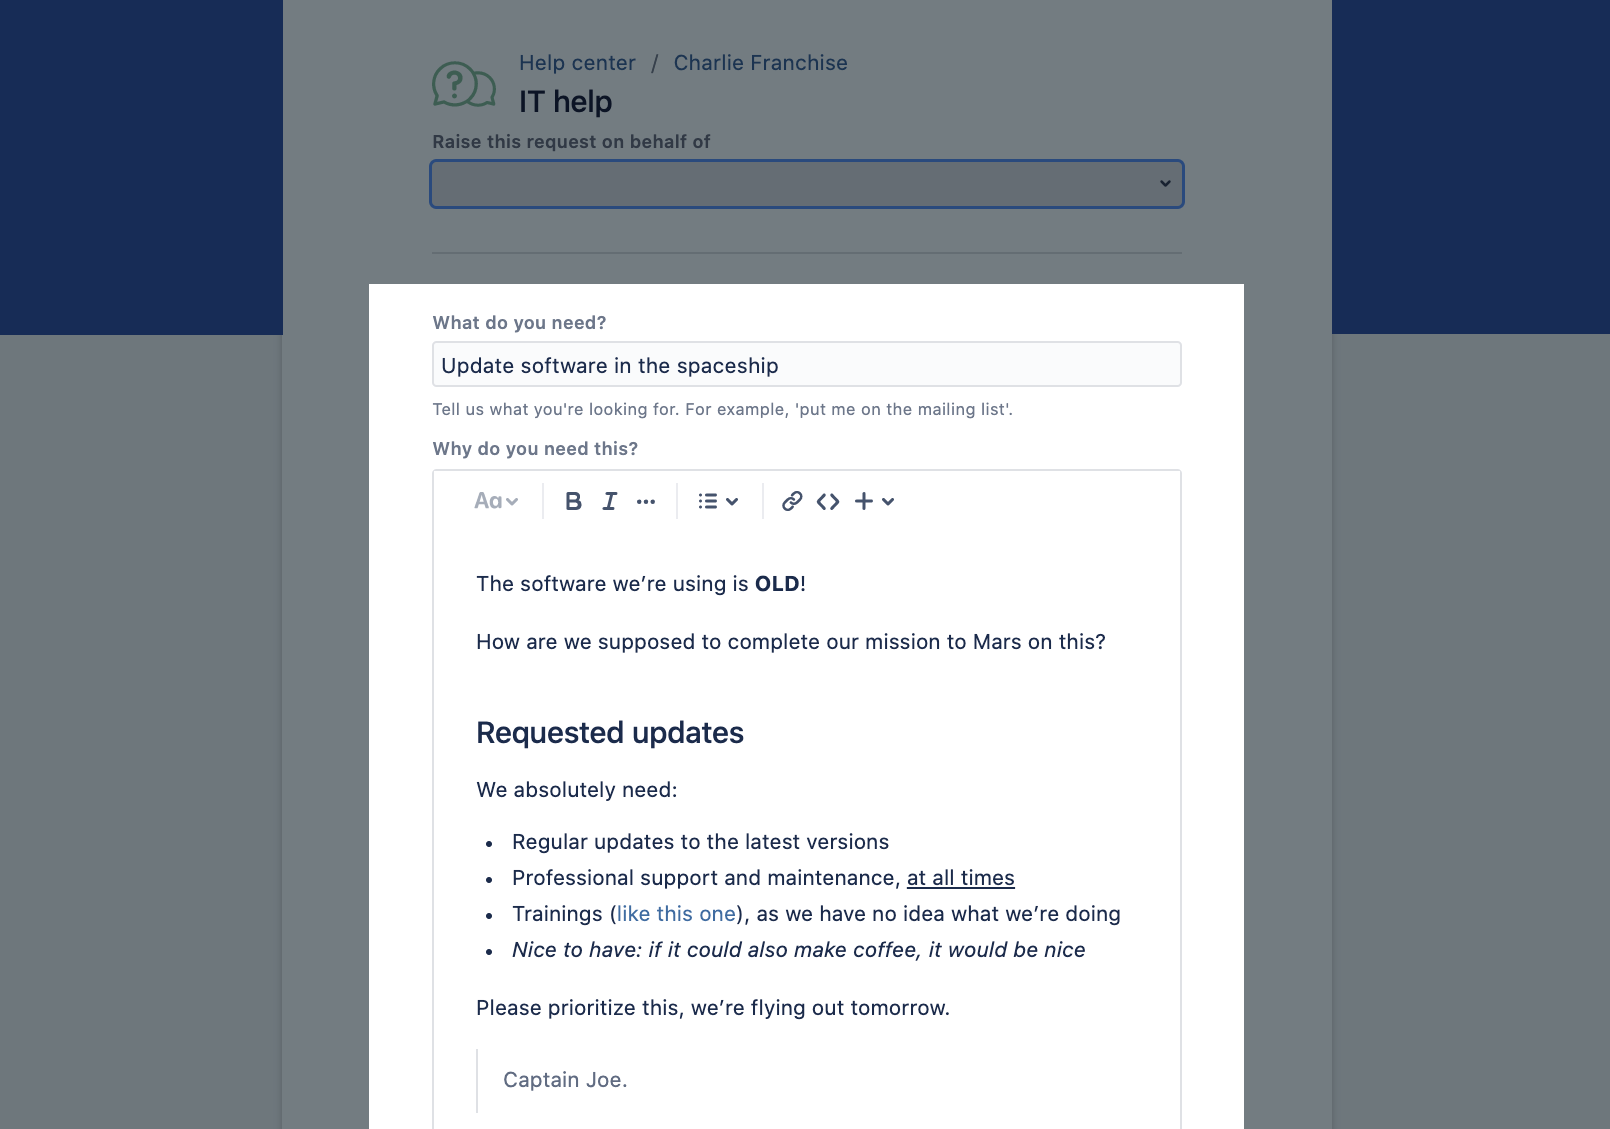 Help center / Charlie Franchise
IT help
Raise this request on behalf of
What do you need?
Update software in the spaceship
Tell us what you're looking for. For example, 'put me on the mailing list'.
Why do you need this?
Aa B I ••• <> +
The software we’re using is OLD!
How are we supposed to complete our mission to Mars on this?
Requested updates
We absolutely need:
• Regular updates to the latest versions
• Professional support and maintenance, at all times
• Trainings (like this one), as we have no idea what we’re doing
• Nice to have: if it could also make coffee, it would be nice
Please prioritize this, we’re flying out tomorrow.
Captain Joe.